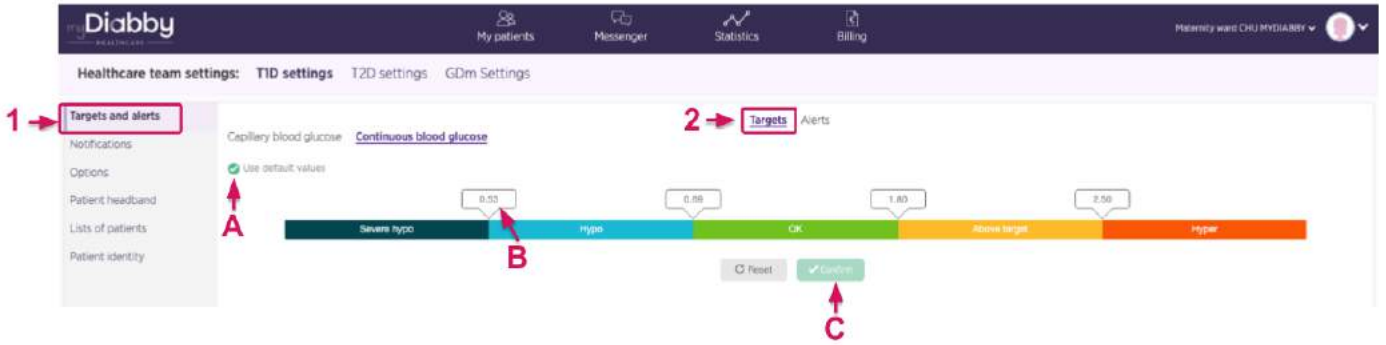 myDiabby
HEALTHCARE
My patients
Messenger
Statistics
Billing
Maternity ward CHU MYDIABBY
Healthcare team settings: T1D settings T2D settings GDm Settings
1
Targets and alerts
Notifications
Options
Patient headband
Lists of patients
Patient identity
2
Targets Alerts
Capillary blood glucose Continuous blood glucose
Use default values
A
0.53 0.69 1.80 2.50
Severe hypo Hypo OK Above target Hyper
B
Reset Confirm
C